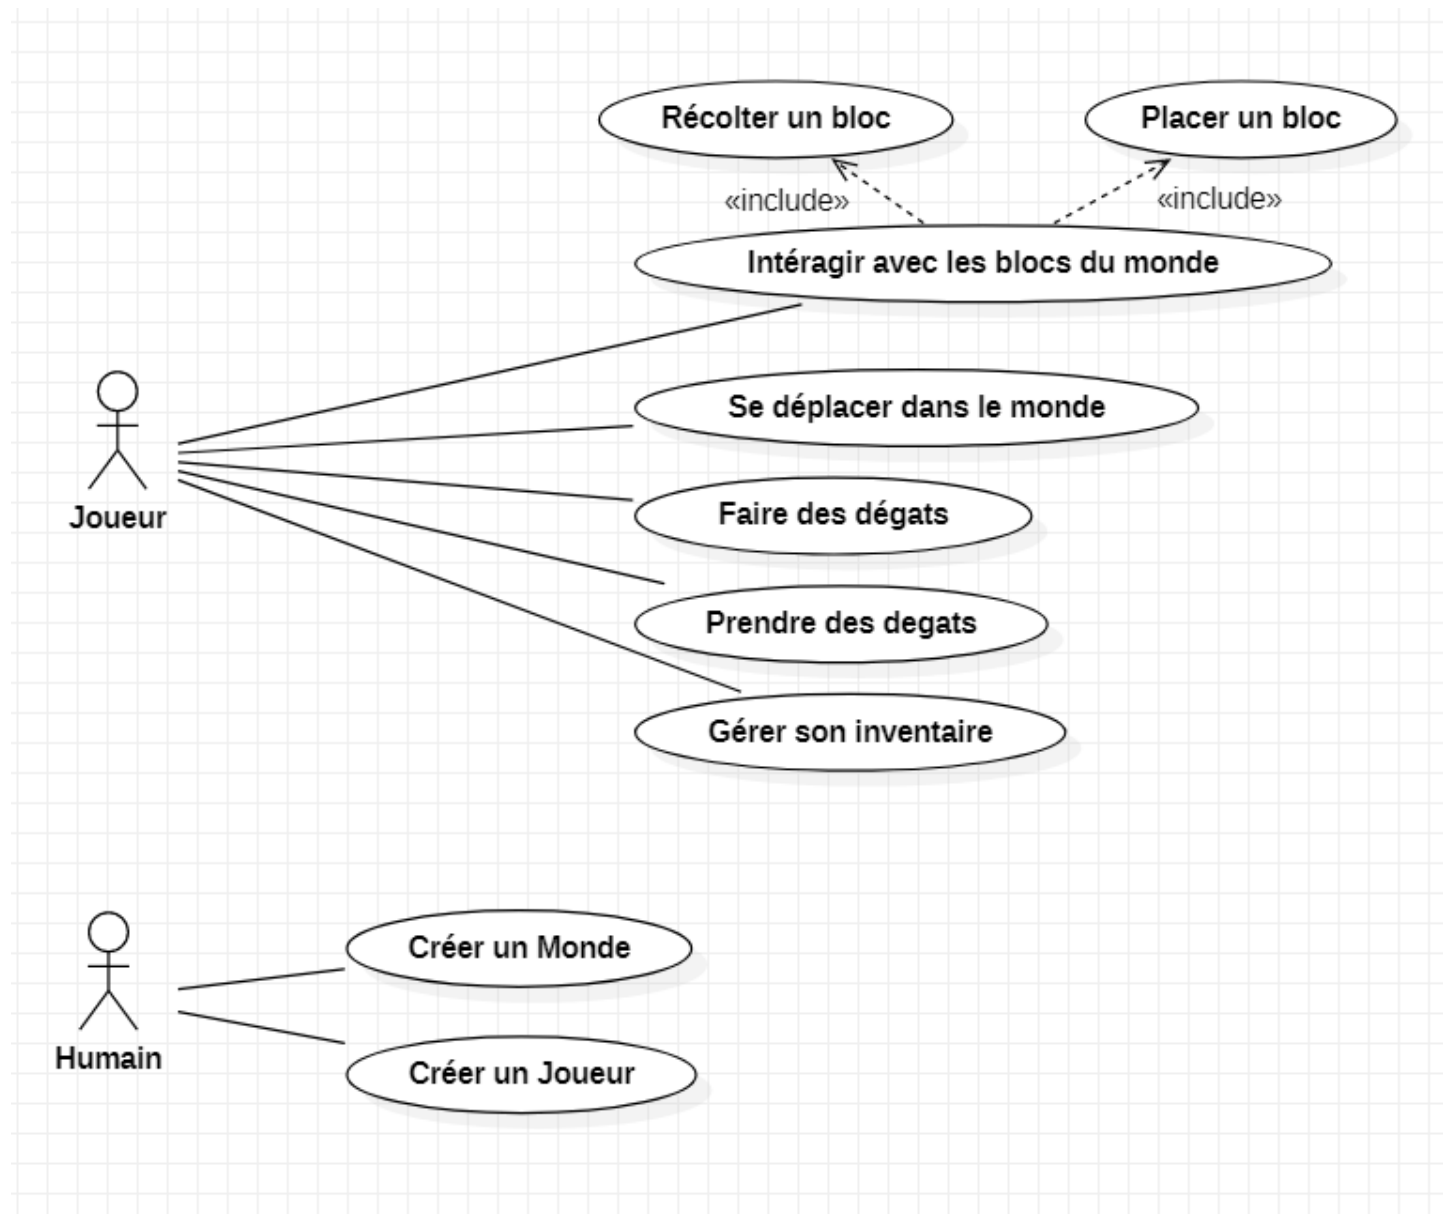 Récolter un bloc
Placer un bloc
«include»
«include»
Intéragir avec les blocs du monde
Se déplacer dans le monde
Faire des dégats
Joueur
Prendre des degats
Gérer son inventaire
Créer un Monde
Humain
Créer un Joueur